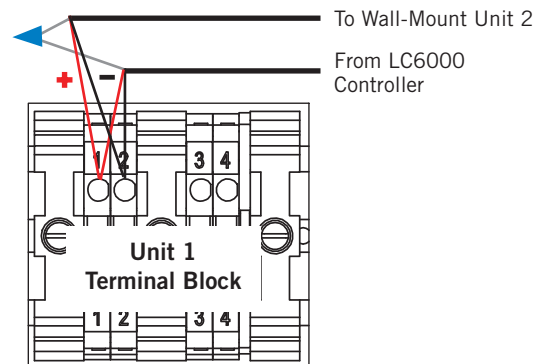 To Wall-Mount Unit 2
From LC6000
Controller
+ –
1 2 3 4
Unit 1
Terminal Block
1 2 3 4